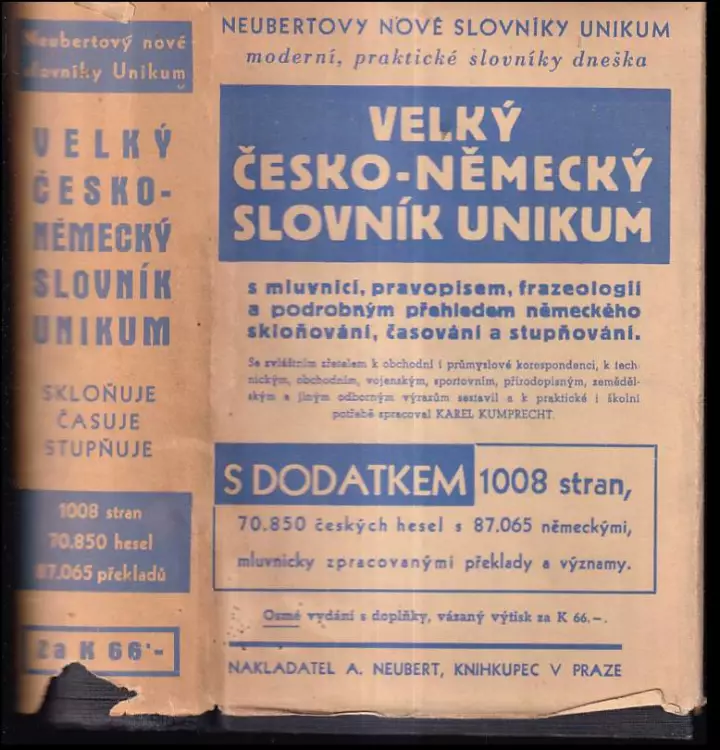 Neubertovy nové
slovníky Unikum
VELKÝ
ČESKO-
NĚMECKÝ
SLOVNÍK
UNIKUM
SKLOŇUJE
ČASUJE
STUPŇUJE
1008 stran
70.850 hesel
87.065 překladů
Za K 66'-
NEUBERTOVY NOVÉ SLOVNÍKY UNIKUM
moderní, praktické slovníky dneška
VELKÝ
ČESKO-NĚMECKÝ
SLOVNÍK UNIKUM
s mluvnicí, pravopisem, frazeologií
a podrobným přehledem německého
skloňování, časování a stupňování.
Se zvláštním zřetelem k obchodní i průmyslové korespondenci, k tech-
nickým, obchodním, vojenským, sportovním, přírodopisným, zeměděl-
ským a jiným odborným výrazům sestavil a k praktické i školní
potřebě spracoval KAREL KUMPRECHT.
S DODATKEM 1008 stran,
70.850 českých hesel s 87.065 německými,
mluvnicky zpracovanými překlady a významy.
Osmé vydání s doplňky, vázaný výtisk za K 66.-.
NAKLADATEL A. NEUBERT, KNIHKUPEC V PRAZE